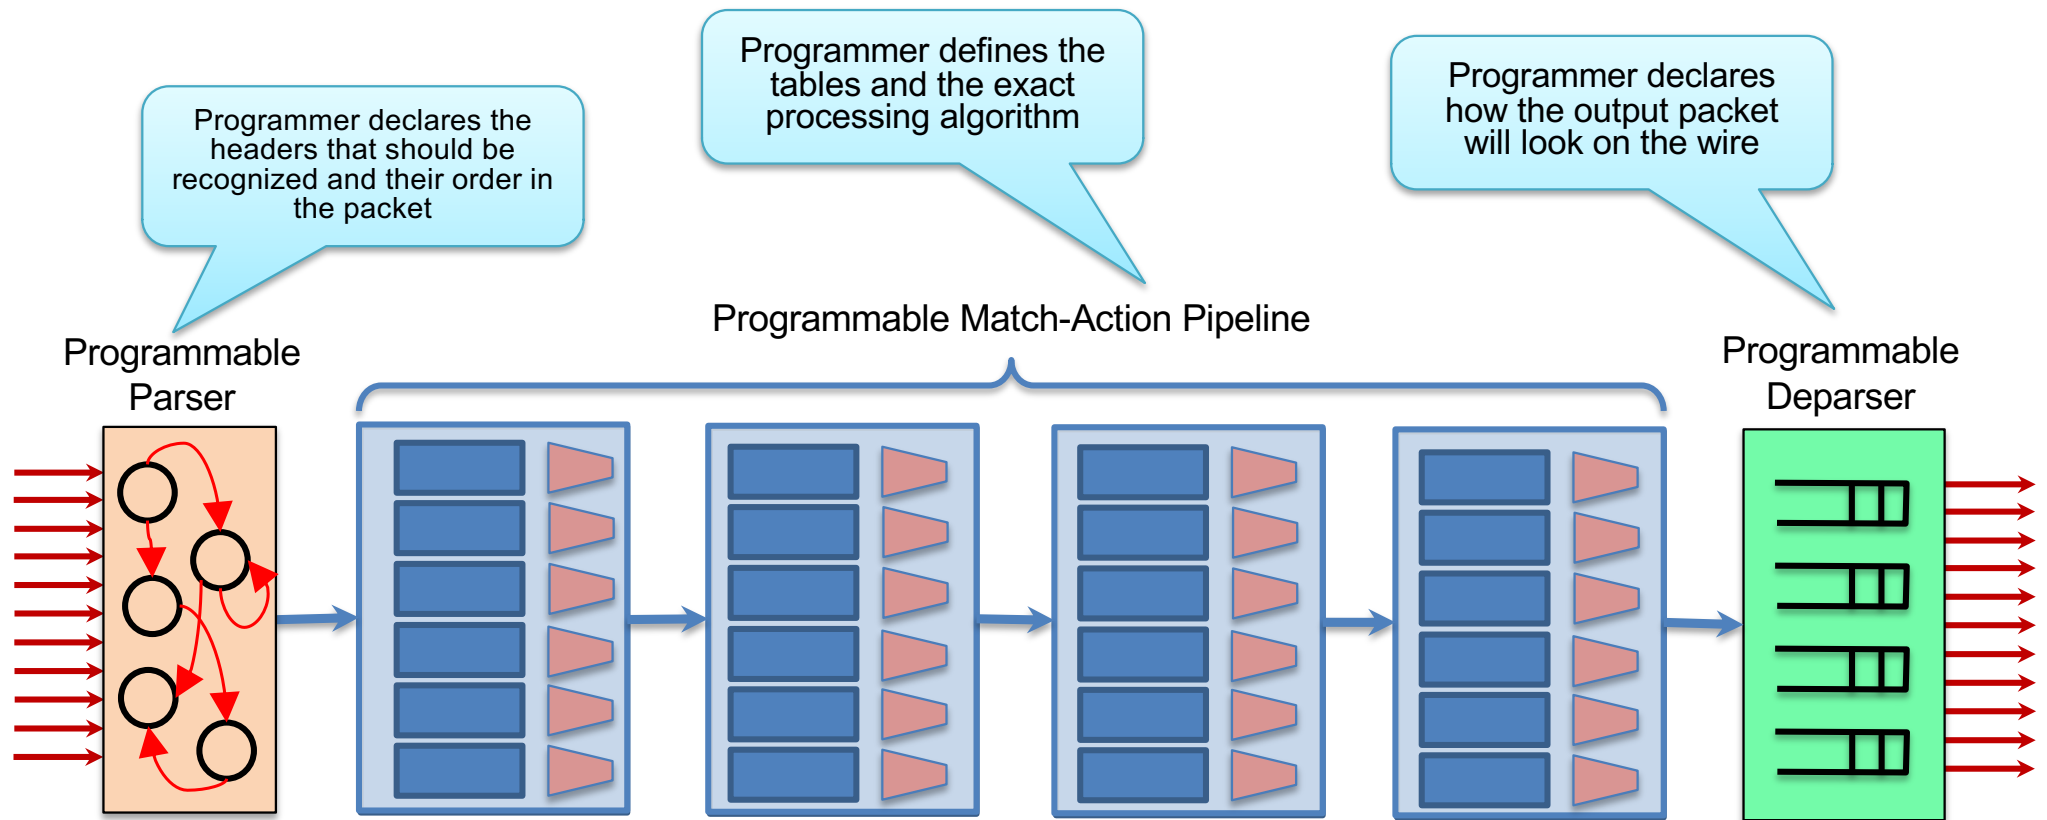 Programmer declares the
headers that should be
recognized and their order in
the packet
Programmer defines the
tables and the exact
processing algorithm
Programmer declares
how the output packet
will look on the wire
Programmable Match-Action Pipeline
Programmable
Parser
Programmable
Deparser